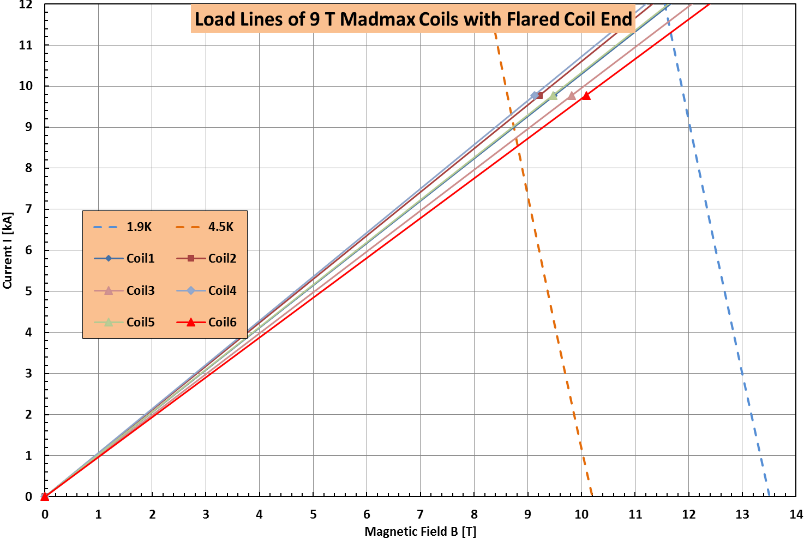 Load Lines of 9 T Madmax Coils with Flared Coil End
12
11
10
9
8
7
6
5
4
3
2
1
0
Current I [kA]
1.9K 4.5K
Coil1 Coil2
Coil3 Coil4
Coil5 Coil6
0 1 2 3 4 5 6 7 8 9 10 11 12 13 14
Magnetic Field B [T]